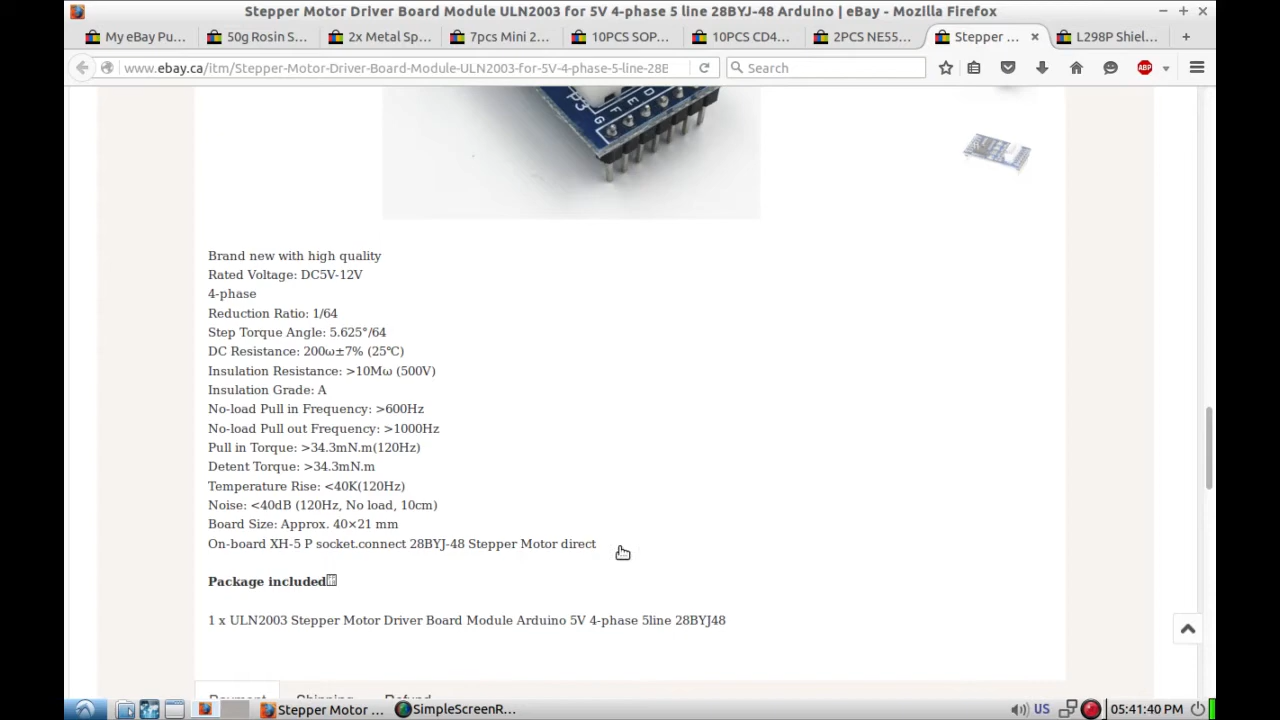 Stepper Motor Driver Board Module ULN2003 for 5V 4-phase 5 line 28BYJ-48 Arduino | eBay - Mozilla Firefox
My eBay Pu...
50g Rosin S...
2x Metal Sp...
7pcs Mini 2...
10PCS SOP...
10PCS CD4...
2PCS NE55...
Stepper ...
L298P Shiel...
www.ebay.ca/itm/Stepper-Motor-Driver-Board-Module-ULN2003-for-5V-4-phase-5-line-28B
Search
ABP
P3
G F E D
Brand new with high quality
Rated Voltage: DC5V-12V
4-phase
Reduction Ratio: 1/64
Step Torque Angle: 5.625°/64
DC Resistance: 200ω±7% (25℃)
Insulation Resistance: >10Mω (500V)
Insulation Grade: A
No-load Pull in Frequency: >600Hz
No-load Pull out Frequency: >1000Hz
Pull in Torque: >34.3mN.m(120Hz)
Detent Torque: >34.3mN.m
Temperature Rise: <40K(120Hz)
Noise: <40dB (120Hz, No load, 10cm)
Board Size: Approx. 40×21 mm
On-board XH-5 P socket.connect 28BYJ-48 Stepper Motor direct
Package included
1 x ULN2003 Stepper Motor Driver Board Module Arduino 5V 4-phase 5line 28BYJ48
Payment
Shipping
Refund
Stepper Motor ...
SimpleScreenR...
US
05:41:40 PM